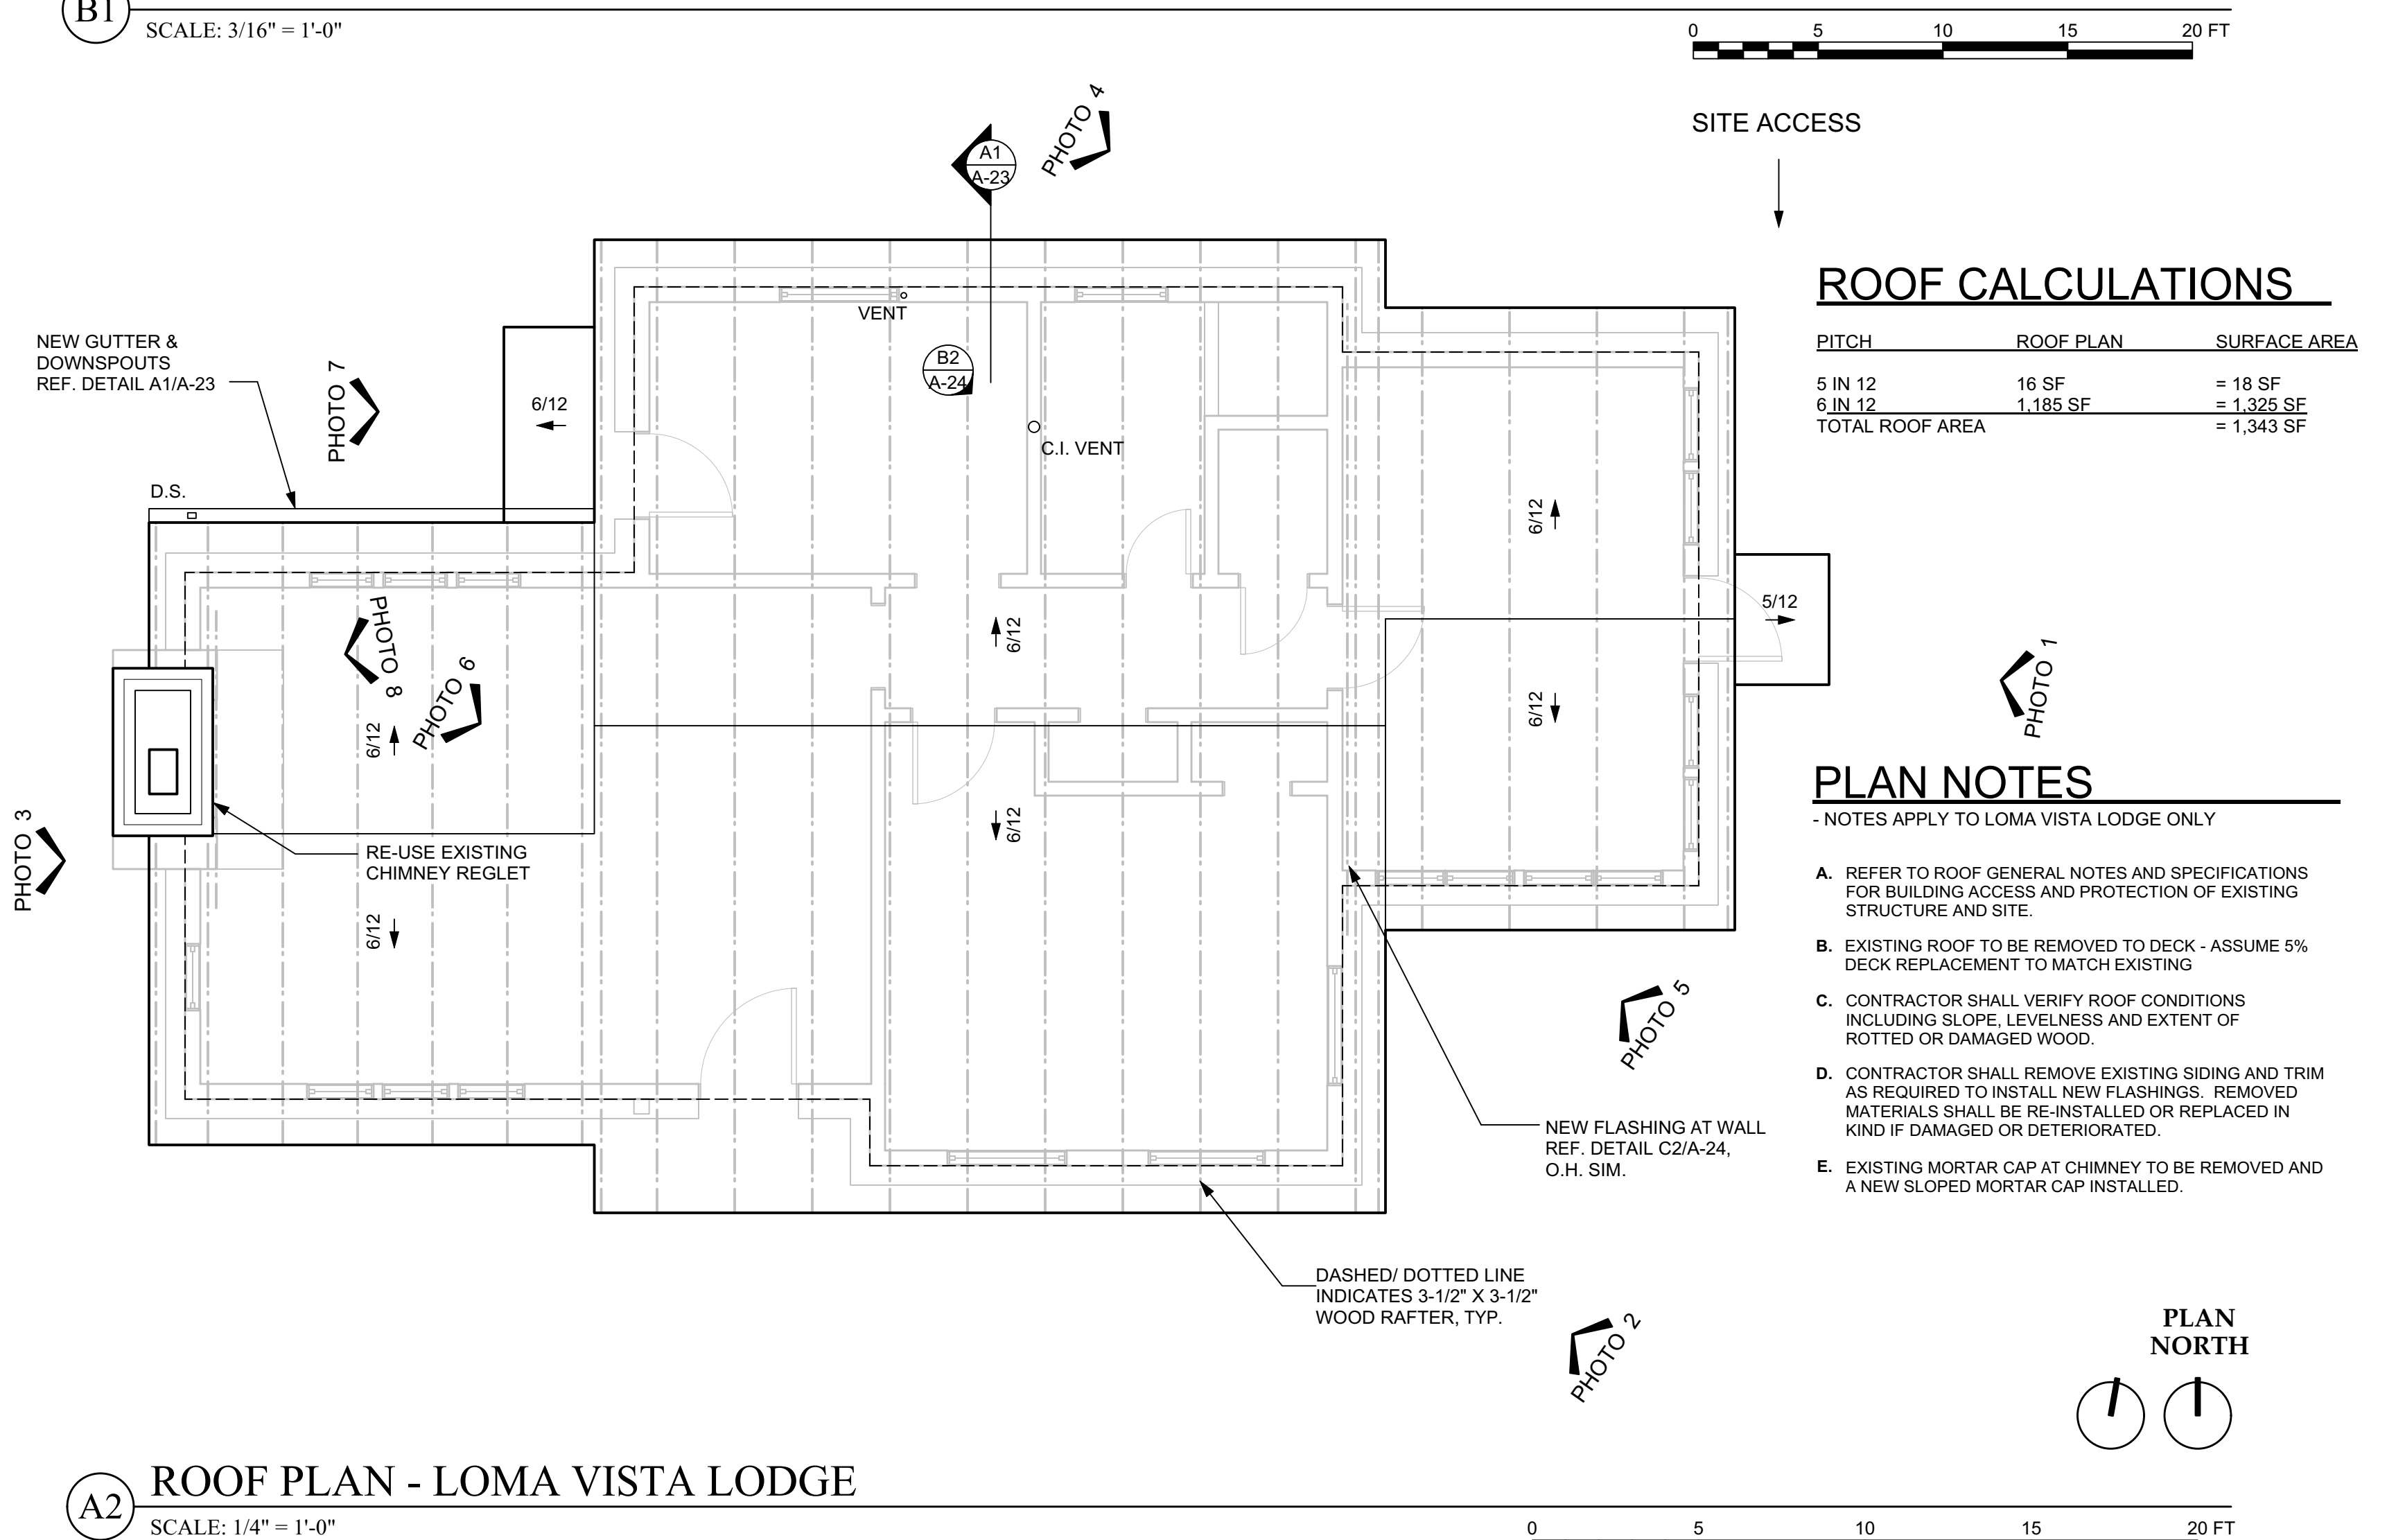 B1
SCALE: 3/16" = 1'-0"
0 5 10 15 20 FT
SITE ACCESS
PHOTO 4
A1
A-23
VENT
B2
A-24
C.I. VENT
NEW GUTTER &
DOWNSPOUTS
REF. DETAIL A1/A-23
PHOTO 7
6/12
D.S.
ROOF CALCULATIONS
PITCH ROOF PLAN SURFACE AREA
5 IN 12 16 SF = 18 SF
6 IN 12 1,185 SF = 1,325 SF
TOTAL ROOF AREA = 1,343 SF
6/12
5/12
6/12
6/12
6/12
PHOTO 8
PHOTO 6
6/12
6/12
PHOTO 3
RE-USE EXISTING
CHIMNEY REGLET
PHOTO 1
PLAN NOTES
- NOTES APPLY TO LOMA VISTA LODGE ONLY
A. REFER TO ROOF GENERAL NOTES AND SPECIFICATIONS
FOR BUILDING ACCESS AND PROTECTION OF EXISTING
STRUCTURE AND SITE.
B. EXISTING ROOF TO BE REMOVED TO DECK - ASSUME 5%
DECK REPLACEMENT TO MATCH EXISTING
C. CONTRACTOR SHALL VERIFY ROOF CONDITIONS
INCLUDING SLOPE, LEVELNESS AND EXTENT OF
ROTTED OR DAMAGED WOOD.
D. CONTRACTOR SHALL REMOVE EXISTING SIDING AND TRIM
AS REQUIRED TO INSTALL NEW FLASHINGS. REMOVED
MATERIALS SHALL BE RE-INSTALLED OR REPLACED IN
KIND IF DAMAGED OR DETERIORATED.
E. EXISTING MORTAR CAP AT CHIMNEY TO BE REMOVED AND
A NEW SLOPED MORTAR CAP INSTALLED.
PHOTO 5
NEW FLASHING AT WALL
REF. DETAIL C2/A-24,
O.H. SIM.
DASHED/ DOTTED LINE
INDICATES 3-1/2" X 3-1/2"
WOOD RAFTER, TYP.
PHOTO 2
PLAN
NORTH
A2
ROOF PLAN - LOMA VISTA LODGE
SCALE: 1/4" = 1'-0"
0 5 10 15 20 FT